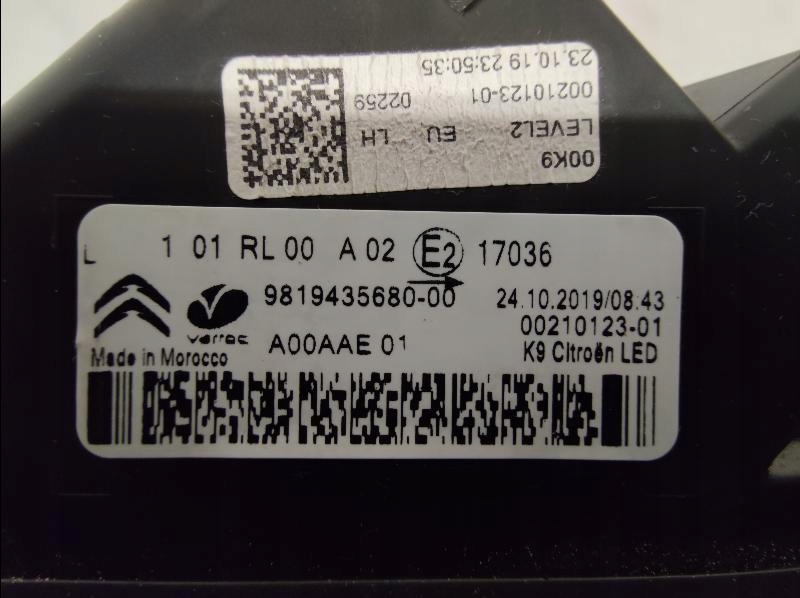 23.10.19 23:50:35
00210123-01 02259
LEVEL2 EU LH
00K9
L 1 01 RL 00 A 02 E2 17036
9819435680-00 24.10.2019/08:43
varroc 00210123-01
Made in Morocco A00AAE 01 K9 Citroën LED